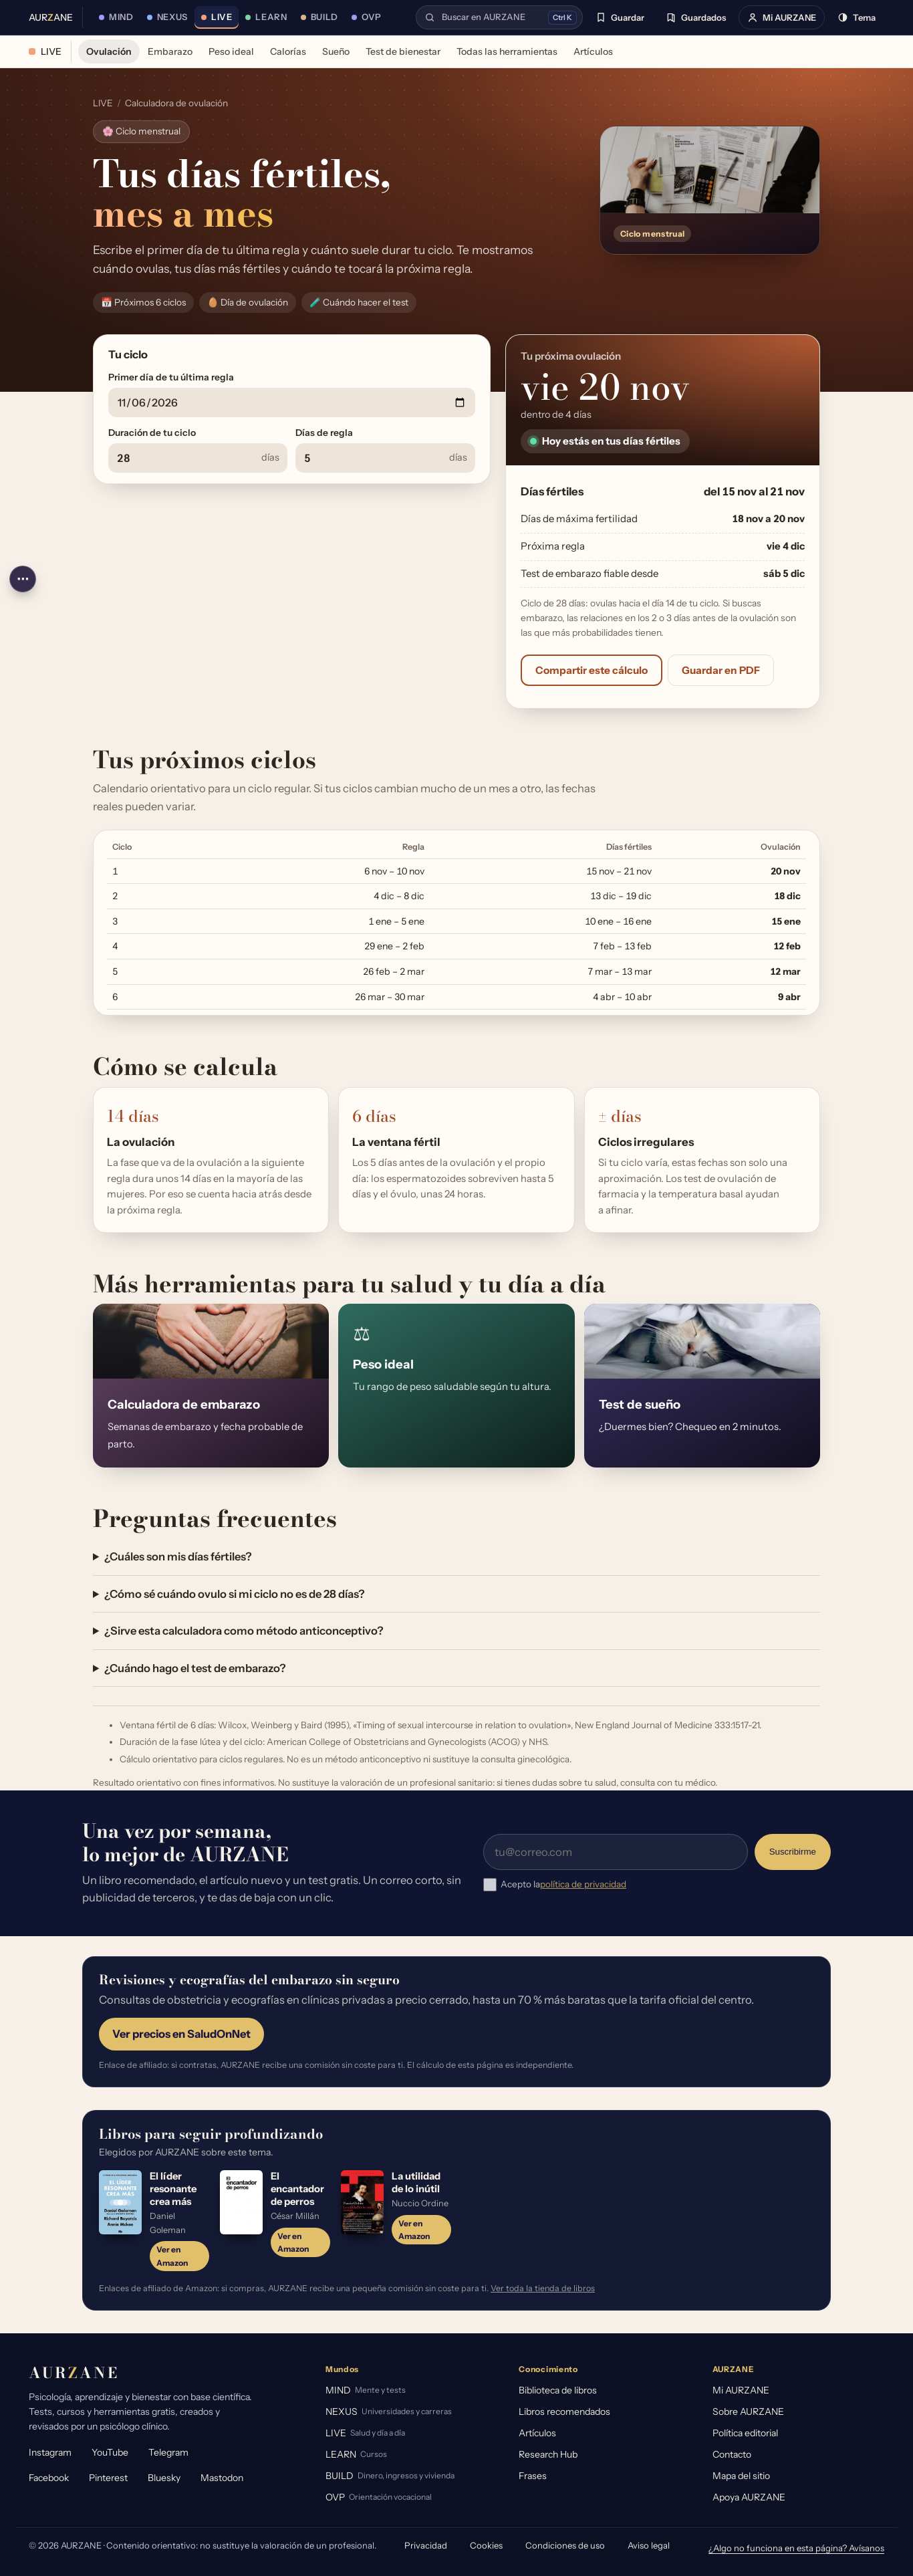 AURZANE
MIND
NEXUS
LIVE
LEARN
BUILD
OVP
Buscar en AURZANE
Ctrl K
Guardar
Guardados
Mi AURZANE
Tema
LIVE
Ovulación
Embarazo
Peso ideal
Calorías
Sueño
Test de bienestar
Todas las herramientas
Artículos
LIVE / Calculadora de ovulación
🌸 Ciclo menstrual
Tus días fértiles,
mes a mes
Escribe el primer día de tu última regla y cuánto suele durar tu ciclo. Te mostramos
cuándo ovulas, tus días más fértiles y cuándo te tocará la próxima regla.
📅 Próximos 6 ciclos
🥚 Día de ovulación
🧪 Cuándo hacer el test
Ciclo menstrual
Tu ciclo
Primer día de tu última regla
11/06/2026
Duración de tu ciclo
28 días
Días de regla
5 días
Tu próxima ovulación
vie 20 nov
dentro de 4 días
Hoy estás en tus días fértiles
Días fértiles del 15 nov al 21 nov
Días de máxima fertilidad 18 nov a 20 nov
Próxima regla vie 4 dic
Test de embarazo fiable desde sáb 5 dic
Ciclo de 28 días: ovulas hacia el día 14 de tu ciclo. Si buscas
embarazo, las relaciones en los 2 o 3 días antes de la ovulación son
las que más probabilidades tienen.
Compartir este cálculo
Guardar en PDF
Tus próximos ciclos
Calendario orientativo para un ciclo regular. Si tus ciclos cambian mucho de un mes a otro, las fechas
reales pueden variar.
Ciclo Regla Días fértiles Ovulación
1 6 nov – 10 nov 15 nov – 21 nov 20 nov
2 4 dic – 8 dic 13 dic – 19 dic 18 dic
3 1 ene – 5 ene 10 ene – 16 ene 15 ene
4 29 ene – 2 feb 7 feb – 13 feb 12 feb
5 26 feb – 2 mar 7 mar – 13 mar 12 mar
6 26 mar – 30 mar 4 abr – 10 abr 9 abr
Cómo se calcula
14 días
La ovulación
La fase que va de la ovulación a la siguiente
regla dura unos 14 días en la mayoría de las
mujeres. Por eso se cuenta hacia atrás desde
la próxima regla.
6 días
La ventana fértil
Los 5 días antes de la ovulación y el propio
día: los espermatozoides sobreviven hasta 5
días y el óvulo, unas 24 horas.
± días
Ciclos irregulares
Si tu ciclo varía, estas fechas son solo una
aproximación. Los test de ovulación de
farmacia y la temperatura basal ayudan
a afinar.
Más herramientas para tu salud y tu día a día
Calculadora de embarazo
Semanas de embarazo y fecha probable de
parto.
⚖
Peso ideal
Tu rango de peso saludable según tu altura.
Test de sueño
¿Duermes bien? Chequeo en 2 minutos.
Preguntas frecuentes
¿Cuáles son mis días fértiles?
¿Cómo sé cuándo ovulo si mi ciclo no es de 28 días?
¿Sirve esta calculadora como método anticonceptivo?
¿Cuándo hago el test de embarazo?
• Ventana fértil de 6 días: Wilcox, Weinberg y Baird (1995), «Timing of sexual intercourse in relation to ovulation», New England Journal of Medicine 333:1517-21.
• Duración de la fase lútea y del ciclo: American College of Obstetricians and Gynecologists (ACOG) y NHS.
• Cálculo orientativo para ciclos regulares. No es un método anticonceptivo ni sustituye la consulta ginecológica.
Resultado orientativo con fines informativos. No sustituye la valoración de un profesional sanitario: si tienes dudas sobre tu salud, consulta con tu médico.
Una vez por semana,
lo mejor de AURZANE
Un libro recomendado, el artículo nuevo y un test gratis. Un correo corto, sin
publicidad de terceros, y te das de baja con un clic.
tu@correo.com
Suscribirme
Acepto la política de privacidad
Revisiones y ecografías del embarazo sin seguro
Consultas de obstetricia y ecografías en clínicas privadas a precio cerrado, hasta un 70 % más baratas que la tarifa oficial del centro.
Ver precios en SaludOnNet
Enlace de afiliado: si contratas, AURZANE recibe una comisión sin coste para ti. El cálculo de esta página es independiente.
Libros para seguir profundizando
Elegidos por AURZANE sobre este tema.
EL LÍDER
RESONANTE
CREA MÁS
El líder
resonante
crea más
Daniel
Goleman
Ver en
Amazon
El
encantador
de perros
El
encantador
de perros
César Millán
Ver en
Amazon
La utilidad
de lo inútil
Nuccio Ordine
Ver en
Amazon
Enlaces de afiliado de Amazon: si compras, AURZANE recibe una pequeña comisión sin coste para ti. Ver toda la tienda de libros
AURZANE
Psicología, aprendizaje y bienestar con base científica.
Tests, cursos y herramientas gratis, creados y
revisados por un psicólogo clínico.
Instagram YouTube Telegram
Facebook Pinterest Bluesky Mastodon
Mundos
MIND Mente y tests
NEXUS Universidades y carreras
LIVE Salud y día a día
LEARN Cursos
BUILD Dinero, ingresos y vivienda
OVP Orientación vocacional
Conocimiento
Biblioteca de libros
Libros recomendados
Artículos
Research Hub
Frases
AURZANE
Mi AURZANE
Sobre AURZANE
Política editorial
Contacto
Mapa del sitio
Apoya AURZANE
© 2026 AURZANE · Contenido orientativo: no sustituye la valoración de un profesional.
Privacidad
Cookies
Condiciones de uso
Aviso legal
¿Algo no funciona en esta página? Avísanos